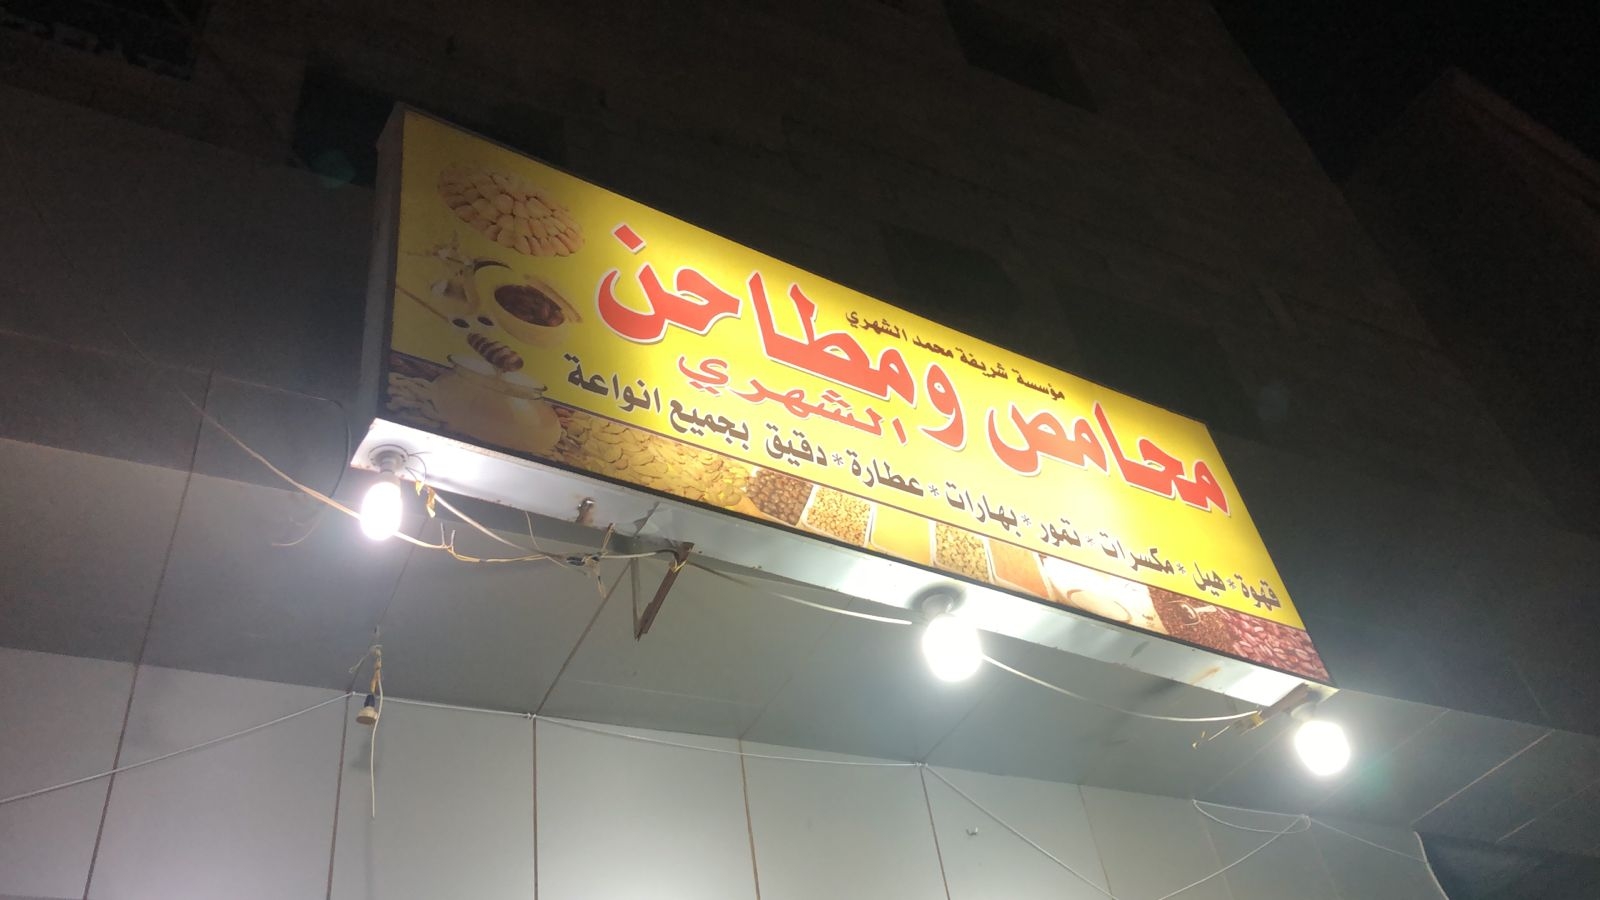 مؤسسة شريفة محمد الشهري
محامص ومطاحن
الشهري
قهوة * هيل * مكسرات * تمور * بهارات * عطارة * دقيق بجميع انواعة